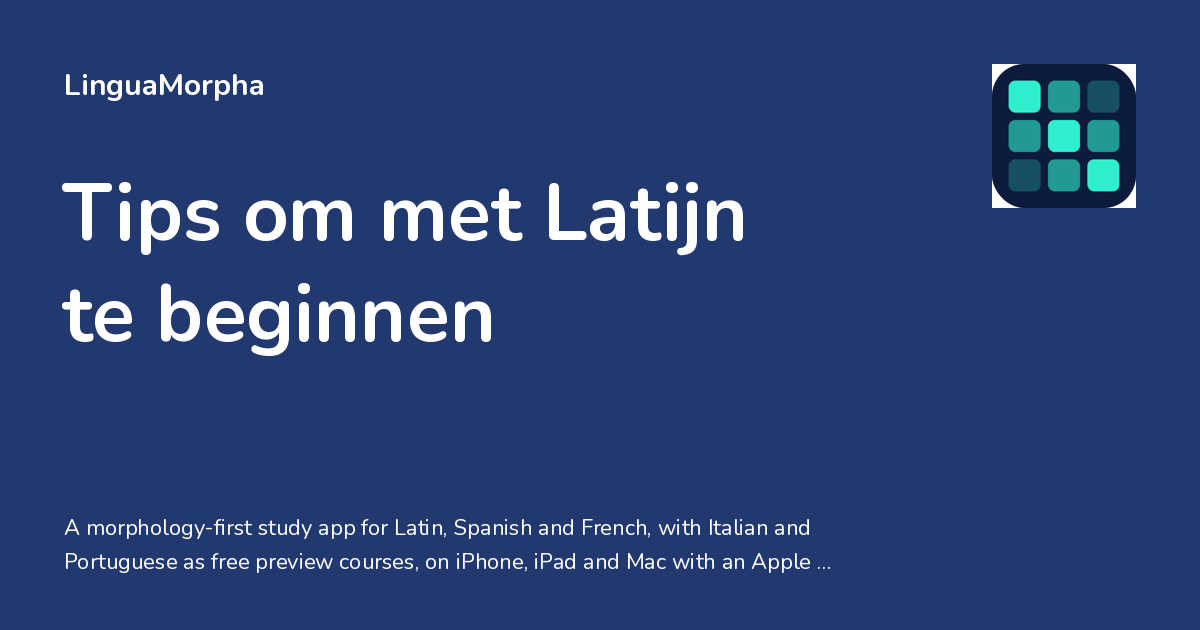 LinguaMorpha
Tips om met Latijn
te beginnen
A morphology-first study app for Latin, Spanish and French, with Italian and
Portuguese as free preview courses, on iPhone, iPad and Mac with an Apple ...